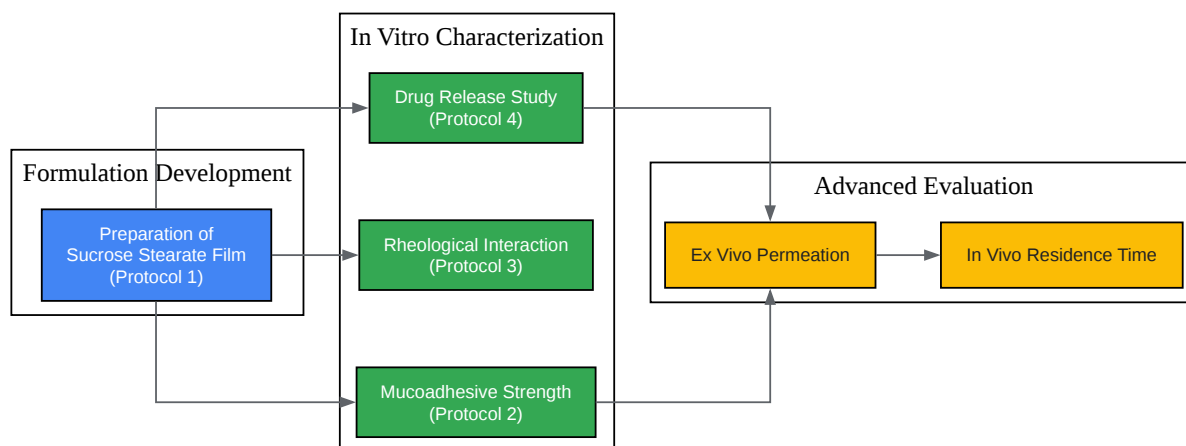 In Vitro Characterization
Drug Release Study
(Protocol 4)
Formulation Development
Preparation of
Sucrose Stearate Film
(Protocol 1)
Rheological Interaction
(Protocol 3)
Mucoadhesive Strength
(Protocol 2)
Advanced Evaluation
Ex Vivo Permeation
In Vivo Residence Time